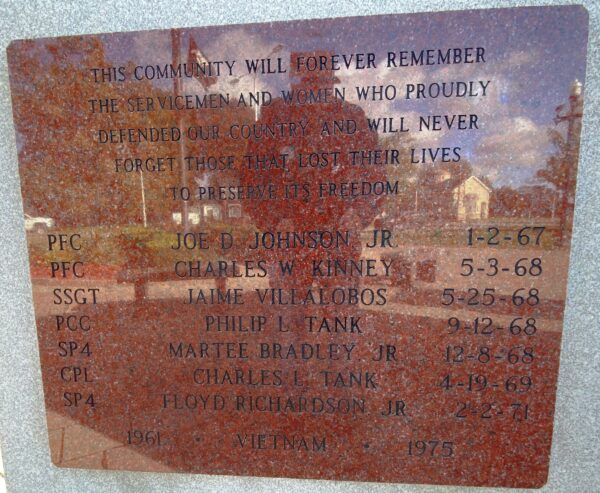 THIS COMMUNITY WILL FOREVER REMEMBER
THE SERVICEMEN AND WOMEN WHO PROUDLY
DEFENDED OUR COUNTRY AND WILL NEVER
FORGET THOSE THAT LOST THEIR LIVES
TO PRESERVE ITS FREEDOM
PFC JOE D. JOHNSON JR 1-2-67
PFC CHARLES W KINNEY 5-3-68
SSGT JAIME VILLALOBOS 5-25-68
PCC PHILIP L TANK 9-12-68
SP4 MARTEE BRADLEY JR 12-8-68
CPL CHARLES L TANK 4-19-69
SP4 FLOYD RICHARDSON JR 2-2-71
1961 · VIETNAM · 1975